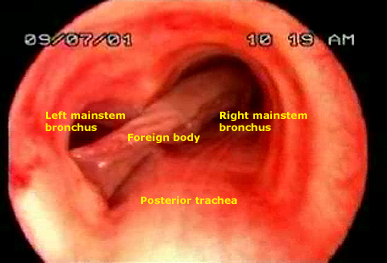 09/07/01 10 19 AM
Left mainstem bronchus
Right mainstem bronchus
Foreign body
Posterior trachea